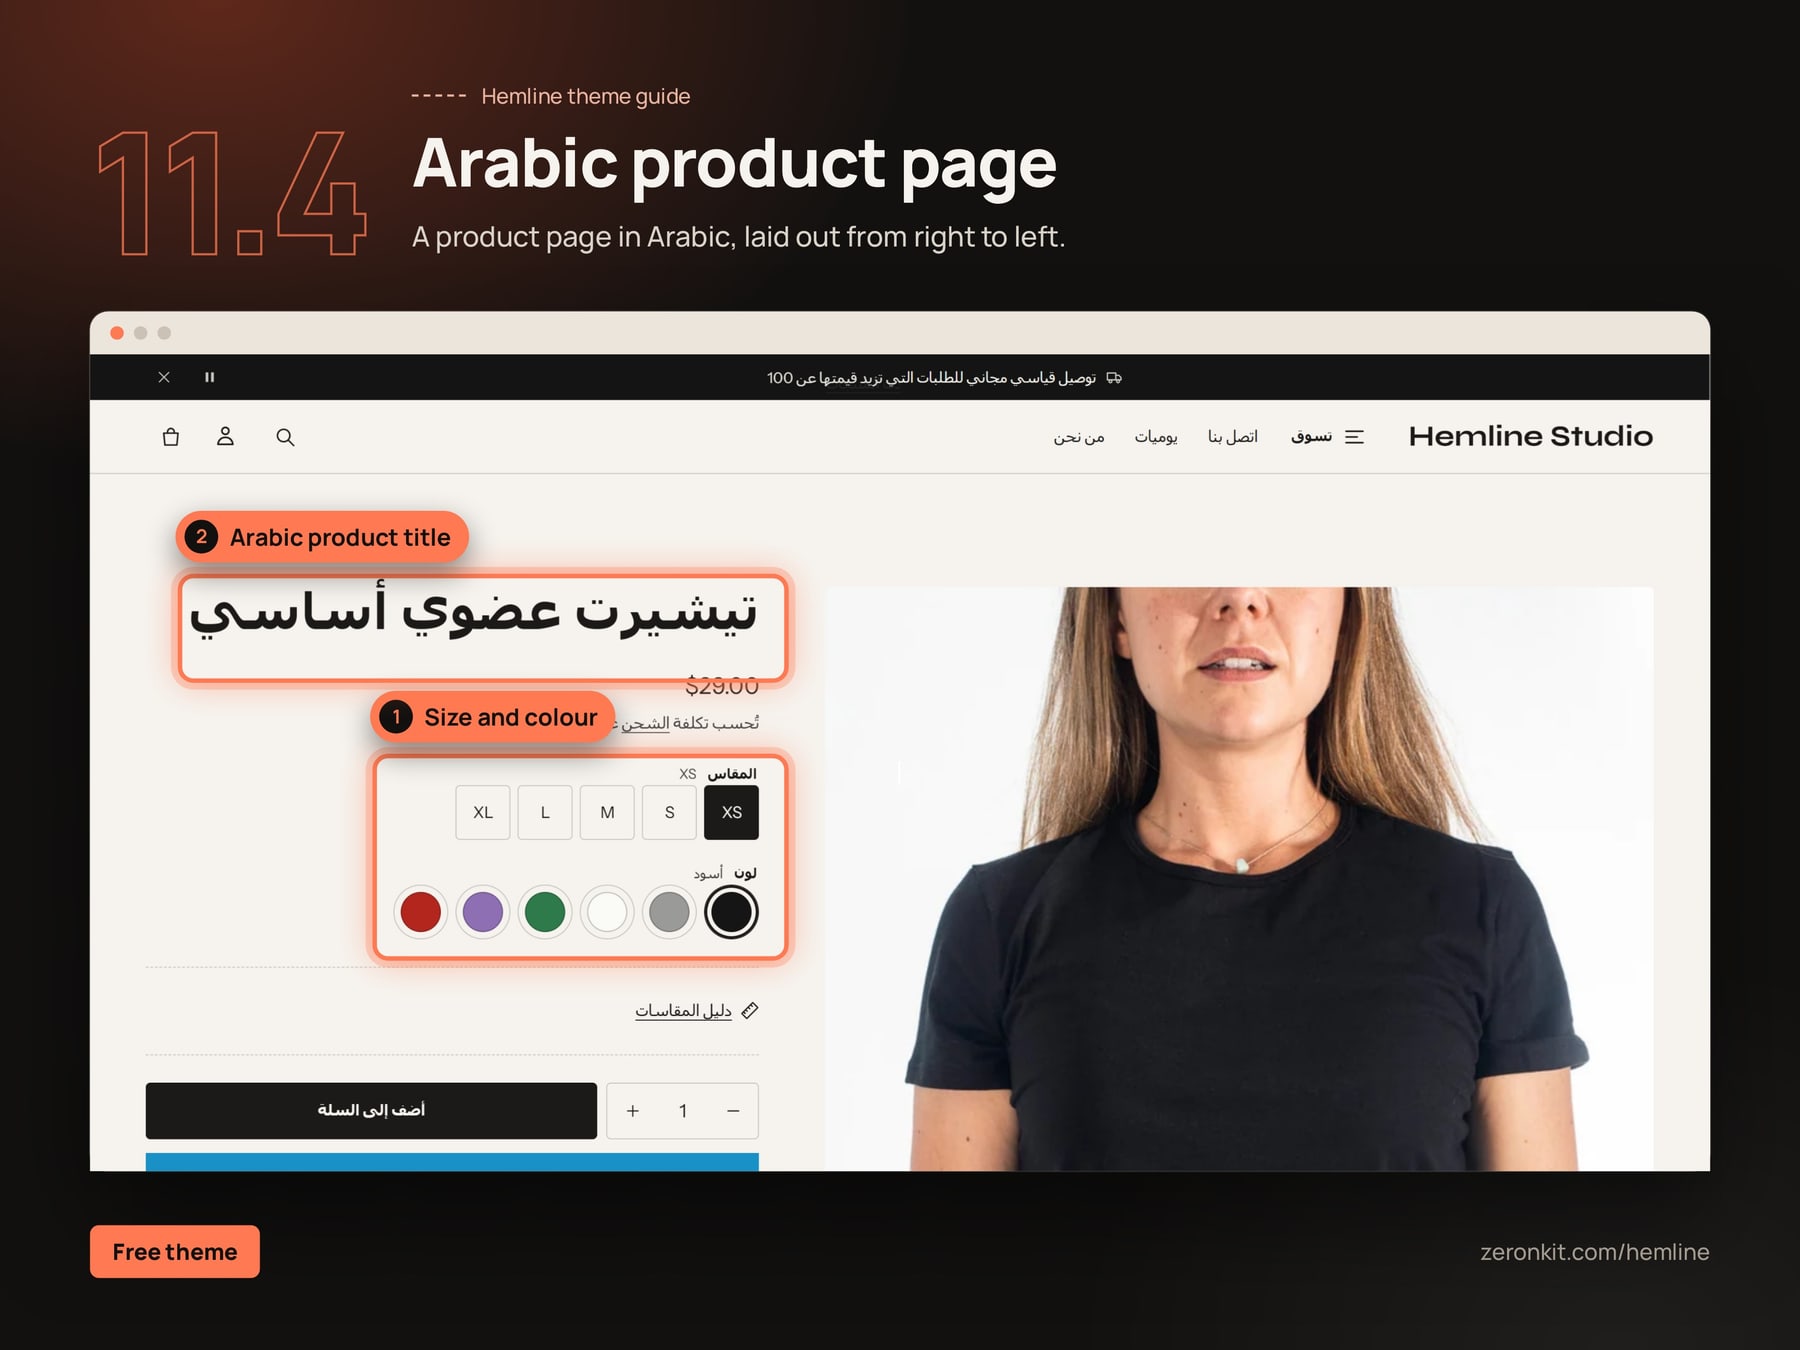 Hemline theme guide
11.4
Arabic product page
A product page in Arabic, laid out from right to left.
توصيل قياسي مجاني للطلبات التي تزيد قيمتها عن 100
Hemline Studio
تسوق
اتصل بنا
يوميات
من نحن
2 Arabic product title
تيشيرت عضوي أساسي
$29.00
تُحسب تكلفة الشحن
1 Size and colour
المقاس XS
XS S M L XL
لون أسود
دليل المقاسات
− 1 +
أضف إلى السلة
Free theme
zeronkit.com/hemline